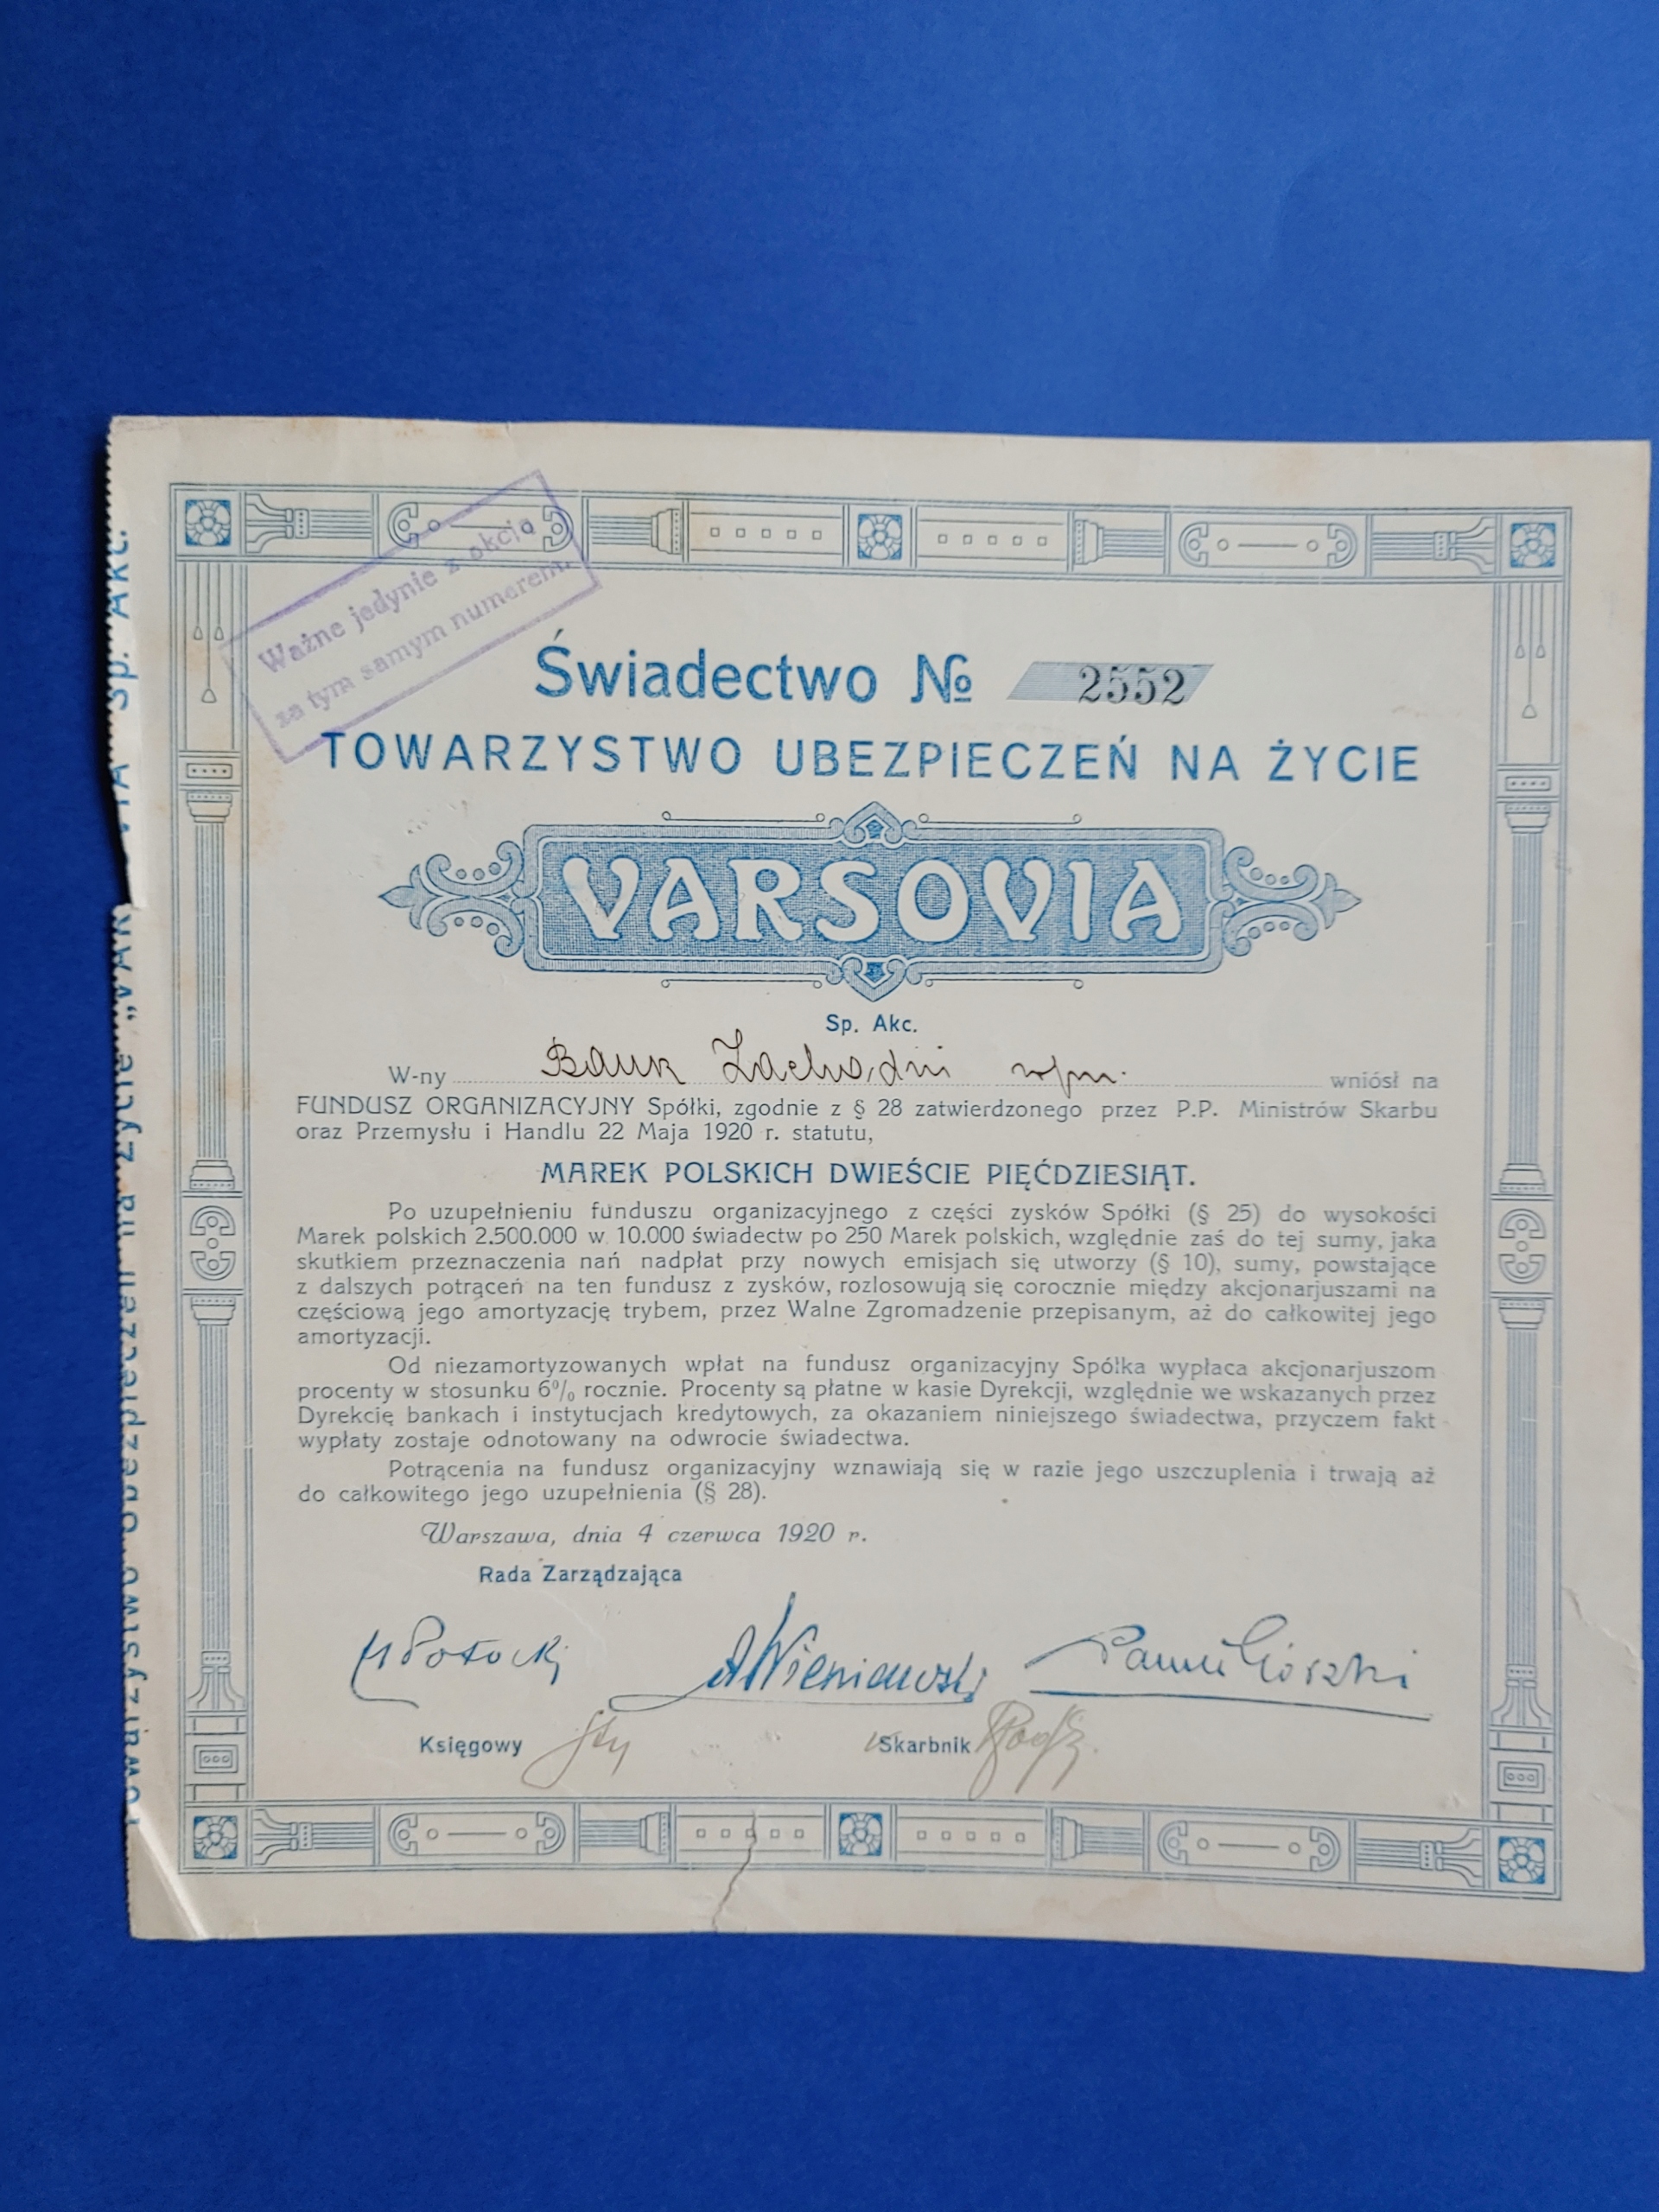 Ważne jedynie z akcią
za tym samym numerem.
Świadectwo № 2552
TOWARZYSTWO UBEZPIECZEŃ NA ŻYCIE
VARSOVIA
Sp. Akc.
W-ny Bank Zachodni wniósł na
FUNDUSZ ORGANIZACYJNY Spółki, zgodnie z § 28 zatwierdzonego przez P.P. Ministrów Skarbu
oraz Przemysłu i Handlu 22 Maja 1920 r. statutu,
MAREK POLSKICH DWIEŚCIE PIĘĆDZIESIĄT.
Po uzupełnieniu funduszu organizacyjnego z części zysków Spółki (§ 25) do wysokości
Marek polskich 2.500.000 w 10.000 świadectw po 250 Marek polskich, względnie zaś do tej sumy, jaka
skutkiem przeznaczenia nań nadpłat przy nowych emisjach się utworzy (§ 10), sumy, powstające
z dalszych potrąceń na ten fundusz z zysków, rozlosowują się corocznie między akcjonarjuszami na
częściową jego amortyzację trybem, przez Walne Zgromadzenie przepisanym, aż do całkowitej jego
amortyzacji.
Od niezamortyzowanych wpłat na fundusz organizacyjny Spółka wypłaca akcjonarjuszom
procenty w stosunku 6% rocznie. Procenty są płatne w kasie Dyrekcji, względnie we wskazanych przez
Dyrekcię bankach i instytucjach kredytowych, za okazaniem niniejszego świadectwa, przyczem fakt
wypłaty zostaje odnotowany na odwrocie świadectwa.
Potrącenia na fundusz organizacyjny wznawiają się w razie jego uszczuplenia i trwają aż
do całkowitego jego uzupełnienia (§ 28).
Warszawa, dnia 4 czerwca 1920 r.
Rada Zarządzająca
Potocki AWieniawski
Księgowy Skarbnik
Towarzystwo Ubezpieczeń na Życie „VAR VIA" Sp. Akc.